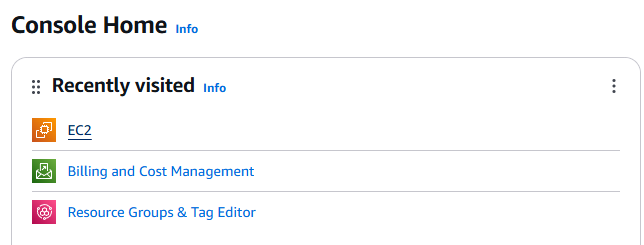 Console Home Info
Recently visited Info
EC2
Billing and Cost Management
Resource Groups & Tag Editor